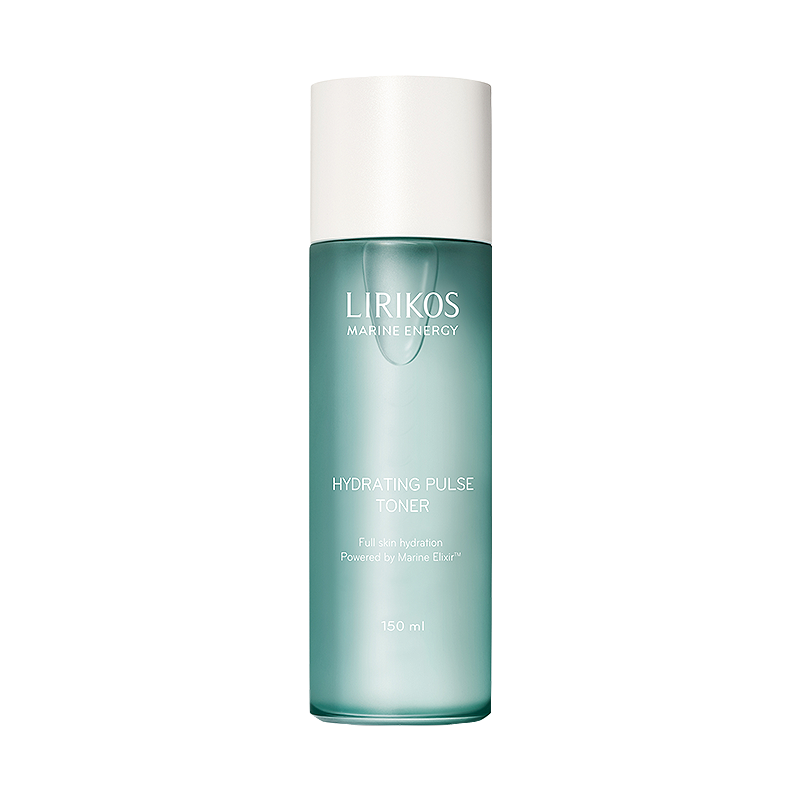 LIRIKOS
MARINE ENERGY
HYDRATING PULSE
TONER
Full skin hydration
Powered by Marine Elixir™
150 ml